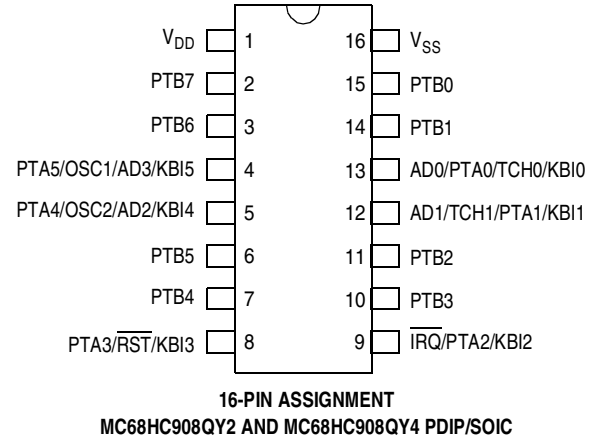 VDD 1 16 VSS
PTB7 2 15 PTB0
PTB6 3 14 PTB1
PTA5/OSC1/AD3/KBI5 4 13 AD0/PTA0/TCH0/KBI0
PTA4/OSC2/AD2/KBI4 5 12 AD1/TCH1/PTA1/KBI1
PTB5 6 11 PTB2
PTB4 7 10 PTB3
PTA3/RST/KBI3 8 9 IRQ/PTA2/KBI2
16-PIN ASSIGNMENT
MC68HC908QY2 AND MC68HC908QY4 PDIP/SOIC